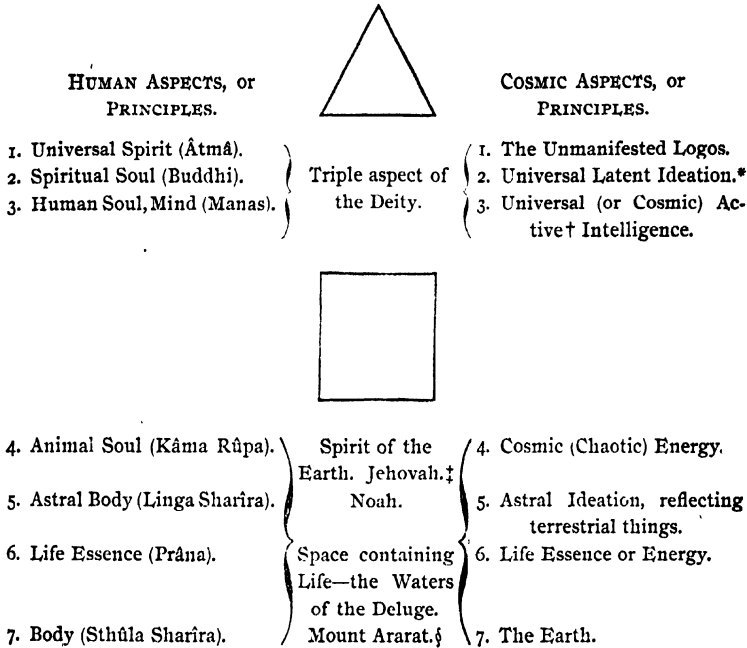 HUMAN ASPECTS, OR
PRINCIPLES.
COSMIC ASPECTS, OR
PRINCIPLES.
1. Universal Spirit (Âtmâ).
2. Spiritual Soul (Buddhi).
3. Human Soul, Mind (Manas).
Triple aspect of
the Deity.
1. The Unmanifested Logos.
2. Universal Latent Ideation.*
3. Universal (or Cosmic) Ac-
tive† Intelligence.
4. Animal Soul (Kâma Rûpa).
5. Astral Body (Linga Sharîra).
6. Life Essence (Prâna).
7. Body (Sthûla Sharîra).
Spirit of the
Earth. Jehovah.‡
Noah.
Space containing
Life—the Waters
of the Deluge.
Mount Ararat.§
4. Cosmic (Chaotic) Energy.
5. Astral Ideation, reflecting
terrestrial things.
6. Life Essence or Energy.
7. The Earth.